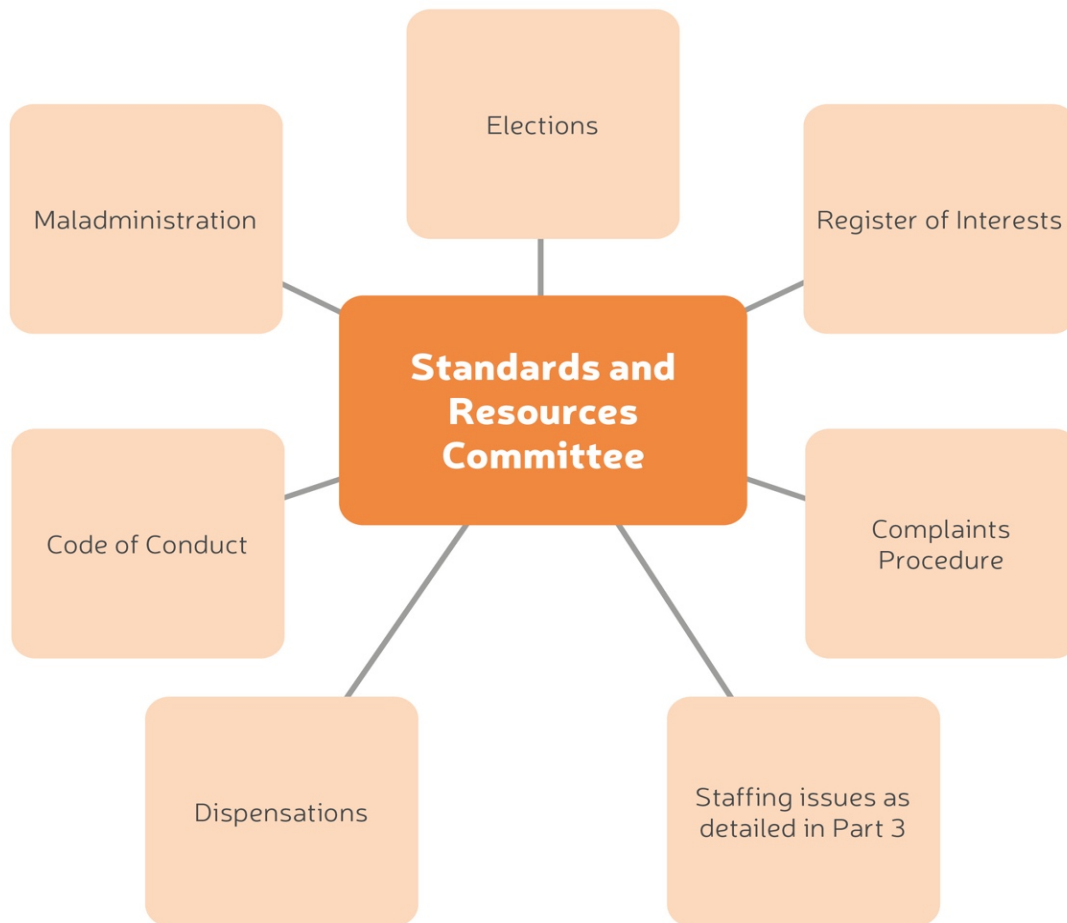 Elections
Maladministration
Register of Interests
Standards and
Resources
Committee
Code of Conduct
Complaints
Procedure
Dispensations
Staffing issues as
detailed in Part 3